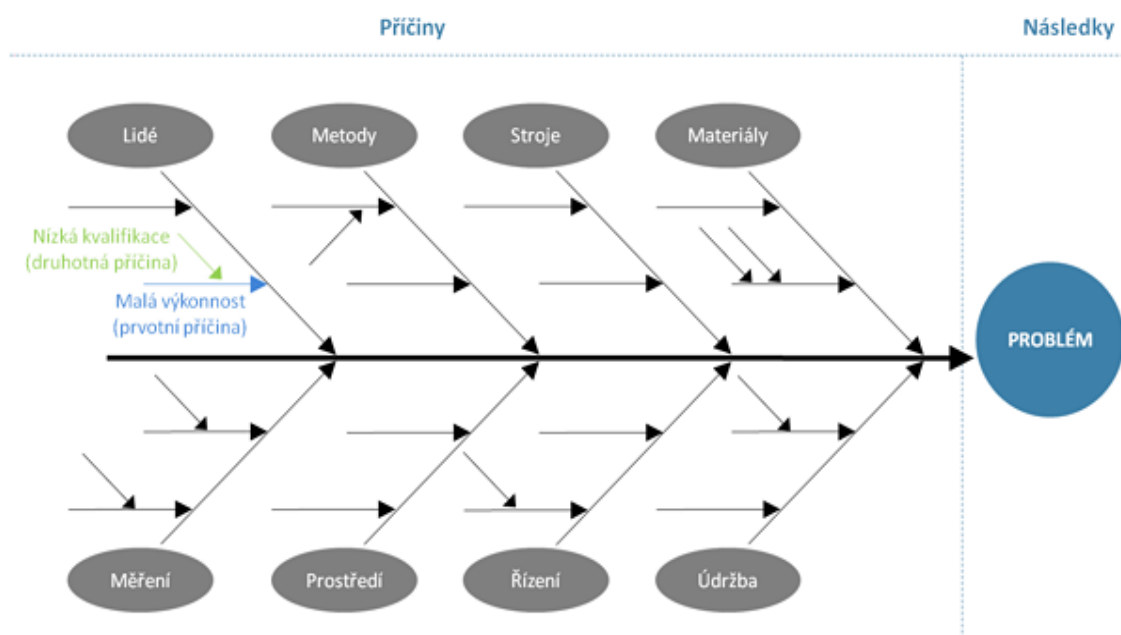 Příčiny
Následky
Lidé
Metody
Stroje
Materiály
Nízká kvalifikace
(druhotná příčina)
Malá výkonnost
(prvotní příčina)
PROBLÉM
Měření
Prostředí
Řízení
Údržba